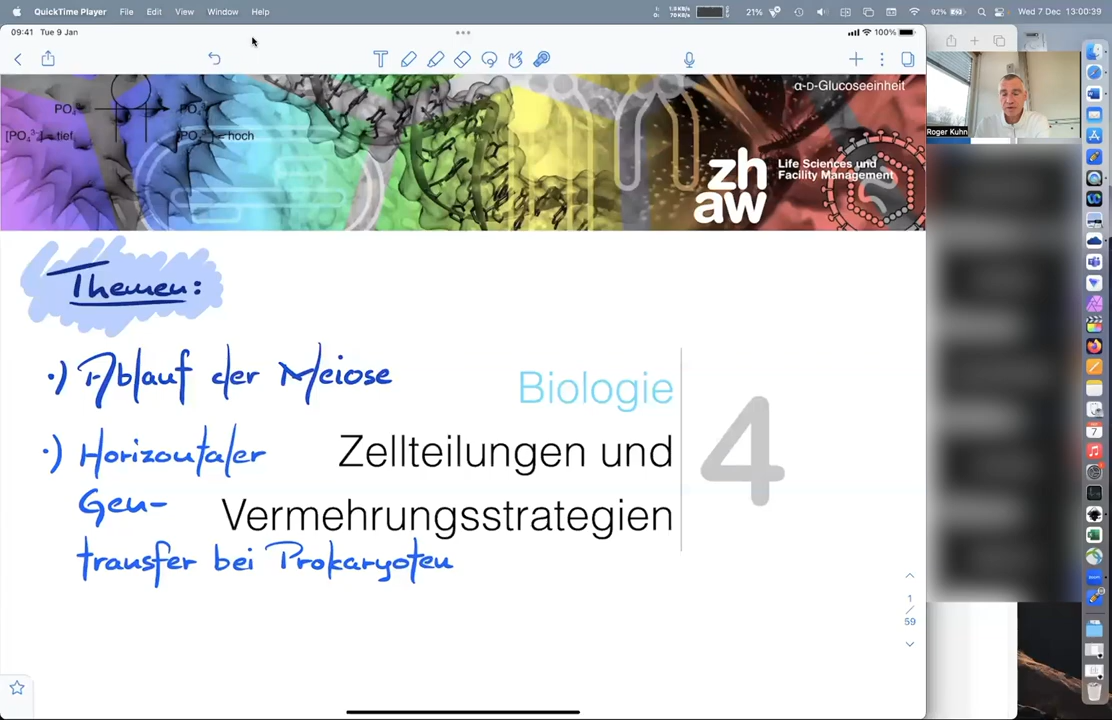 QuickTime Player File Edit View Window Help
21%
92%
Wed 7 Dec 13:00:39
09:41 Tue 9 Jan
100%
PO₄
[PO₄³⁻] = tief
[PO₄³⁻] = hoch
α-D-Glucoseeinheit
zh
aw
Life Sciences und
Facility Management
Roger Kuhn
Themen:
·) Ablauf der Meiose
·) Horizontaler
Gen-
transfer bei Prokaryoten
Biologie
Zellteilungen und
Vermehrungsstrategien
4
1
/
69